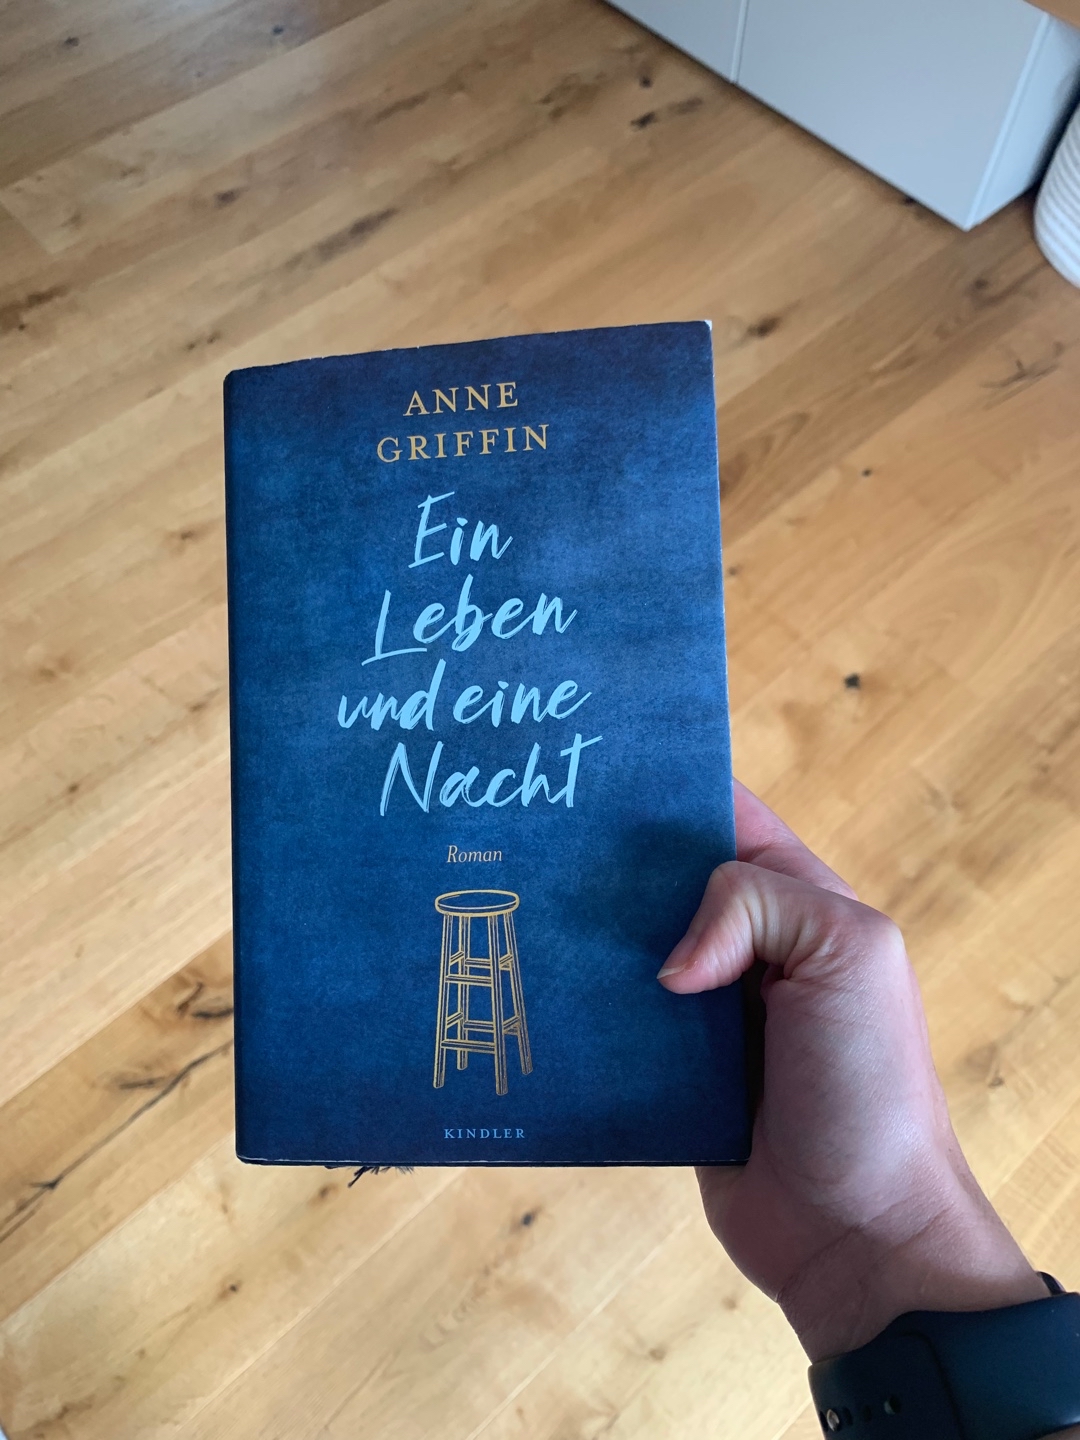 ANNE
GRIFFIN
Ein
Leben
und eine
Nacht
Roman
KINDLER